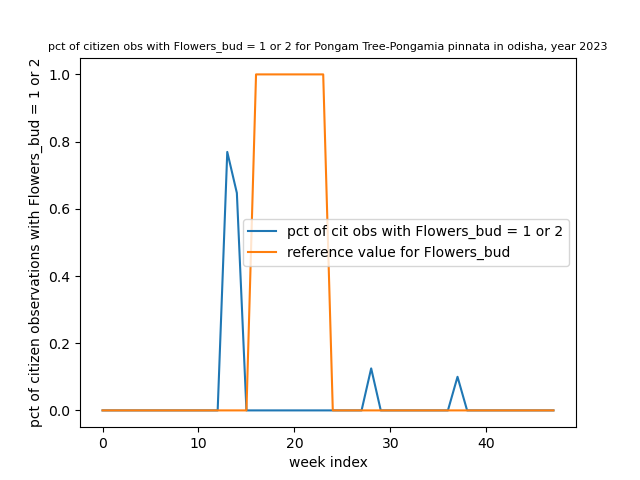 pct of citizen obs with Flowers_bud = 1 or 2 for Pongam Tree-Pongamia pinnata in odisha, year 2023
pct of citizen observations with Flowers_bud = 1 or 2
1.0
0.8
0.6
0.4
0.2
0.0
pct of cit obs with Flowers_bud = 1 or 2
reference value for Flowers_bud
0
10
20
30
40
week index